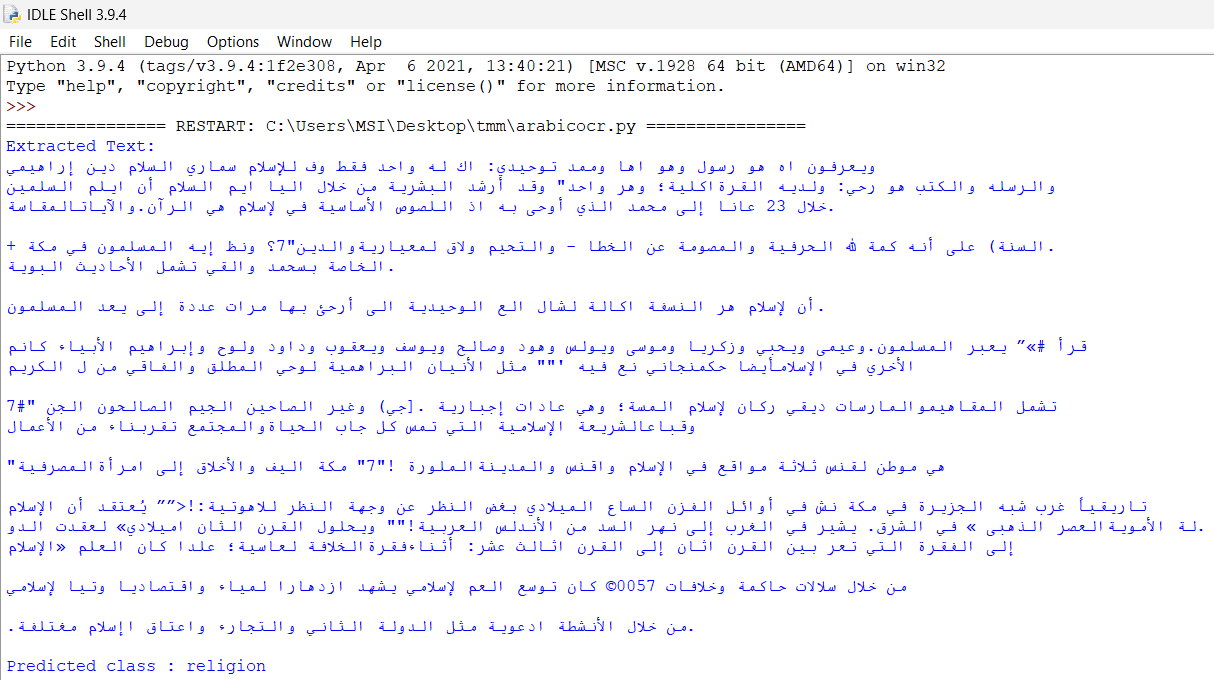 IDLE Shell 3.9.4
File Edit Shell Debug Options Window Help
Python 3.9.4 (tags/v3.9.4:1f2e308, Apr  6 2021, 13:40:21) [MSC v.1928 64 bit (AMD64)] on win32
Type "help", "copyright", "credits" or "license()" for more information.
>>>
================ RESTART: C:\Users\MSI\Desktop\tmm\arabicocr.py ================
Extracted Text:
ويعرفون اه هو رسول وهو اها وممد توحيدي: اك له واحد فقط وف للإسلام سماري السلام دين إراهيمي
والرسله والكتب هو رحي: ولديه القرةاكلية؛ وهر واحد" وقد أرشد البشرية من خلال اليا ايم السلام أن ايلم السلمين
خلال 23 عانا إلى محمد الذي أوحى به اذ اللصوص الأساسية في لإسلام هي الرآن.والآياتالمقاسة.
+ السنة) على أنه كمة لله الحرفية والمصومة عن الخطا - والتحيم ولاق لمعياريةوالدين"7؟ ونظ إيه المسلمون في مكة.
الخاصة بسحمد والقي تشمل الأحاديث البوية.
أن لإسلام هر النسفة اكالة لشال الع الوحيدية الى أرحئ بها مرات عددة إلى يعد المسلمون.
قرأ #»” يعبر المسلمون.وعيمى ويحيي وزكريا وموسى ويولس وهود وصالح ويوسف ويعقوب وداود ولوح وإبراهيم الأبياء كانم
الأخري في الإسلامأيضا حكمنجاني نع فيه '"" مثل الأنيان البراهمية لوحي المطلق والفاقي من ل الكريم
تشمل المقاهيموالمارسات ديقي ركان لإسلام المسة؛ وهي عادات إجبارية .[جي) وغير الصاحين الجيم الصالحون الجن "#7
وقباعالشريعة الإسلامية التي تمس كل جاب الحياةوالمجتمع تقربناء من الأعمال
هي موطن لقنس ثلاثة مواقع في الإسلام واقنس والمدينةالملورة !"7" مكة اليف والأخلاق إلى امرأةالمصرفية"
تاريقيأ غرب شبه الجزيرة في مكة نش في أوائل الفزن الساع الميلادي بغض النظر عن وجهة النظر للاهوتية:!<”” يُعتقد أن الإسلام
لة الأمويةالعصر الذهبى » في الشرق. يشير في الغرب إلى نهر السد من الأندلس العربية!"" ويحلول القرن الثان اميلادي» لعقدت الدو.
إلى الفقرة التي تعر بين القرن اثان إلى القرن اثالث عشر: أثناءفقرةالخلافة لعاسية؛ علدا كان العلم «الإسلام
من خلال سلالات حاكمة وخلافات 0057© كان توسع العم لإسلامي يشهد ازدهارا لمياء واقتصاديا وتيا لإسلامي
.من خلال الأنشطة ادعوية مثل الدولة الثاني والتجارء واعتاق اإسلام مغتلفة.
Predicted class : religion